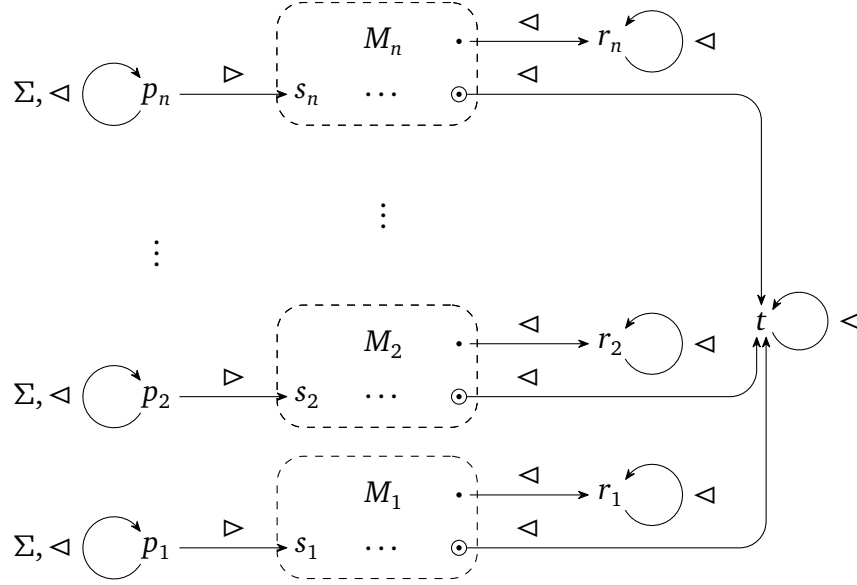 M_n ◁ r_n ◁
Σ, ◁ p_n ▷ s_n ⋯ ◁
⋮ ⋮
M_2 ◁ r_2 ◁ t ◁
Σ, ◁ p_2 ▷ s_2 ⋯ ◁
M_1 ◁ r_1 ◁
Σ, ◁ p_1 ▷ s_1 ⋯ ◁